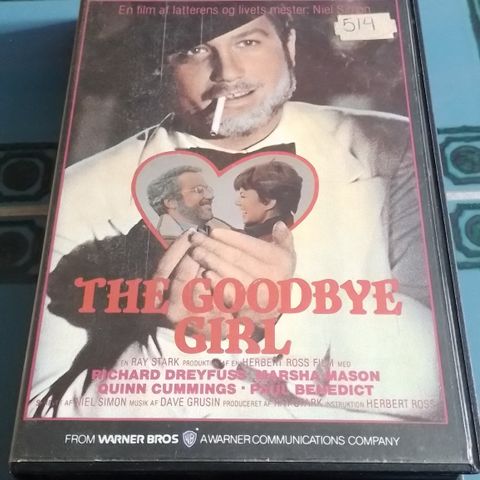 En film af latterens og livets mester: Niel Simon
514
THE GOODBYE
GIRL
EN RAY STARK PRODUKTION AF EN HERBERT ROSS FILM MED
RICHARD DREYFUSS · MARSHA MASON
QUINN CUMMINGS · PAUL BENEDICT
AF NIEL SIMON MUSIK AF DAVE GRUSIN PRODUCERET AF RAY STARK INSTRUKTION HERBERT ROSS
FROM WARNER BROS WB A WARNER COMMUNICATIONS COMPANY